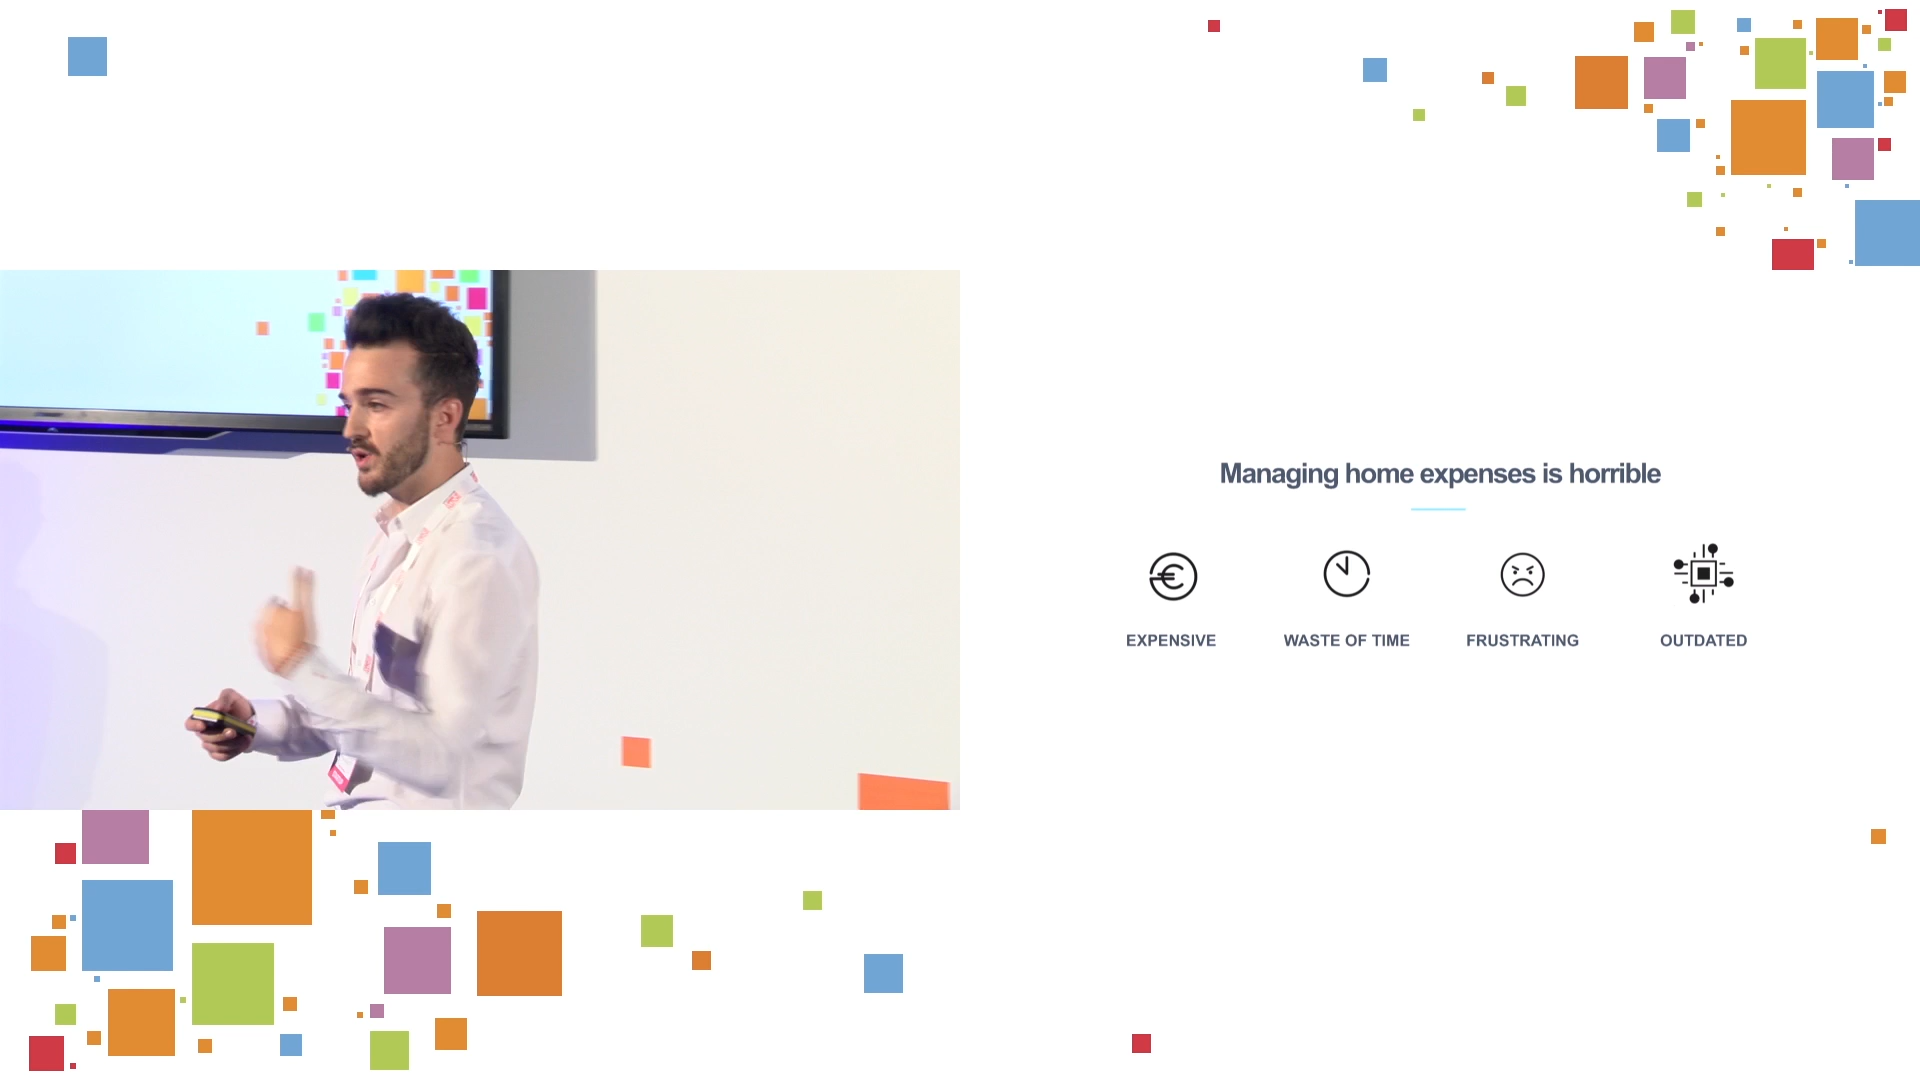 Managing home expenses is horrible
EXPENSIVE
WASTE OF TIME
FRUSTRATING
OUTDATED